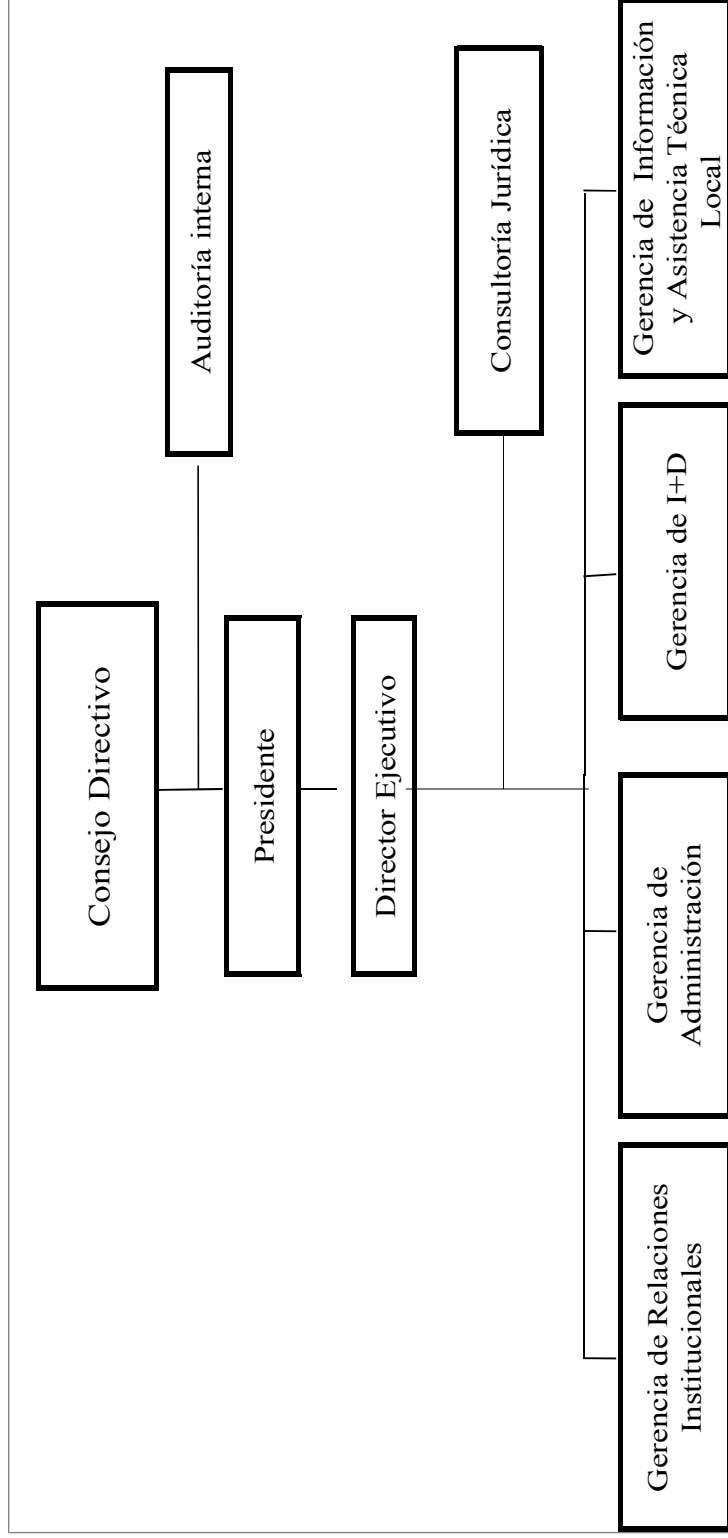 Consejo Directivo
Auditoría interna
Presidente
Director Ejecutivo
Consultoría Jurídica
Gerencia de Relaciones
Institucionales
Gerencia de
Administración
Gerencia de I+D
Gerencia de Información
y Asistencia Técnica
Local